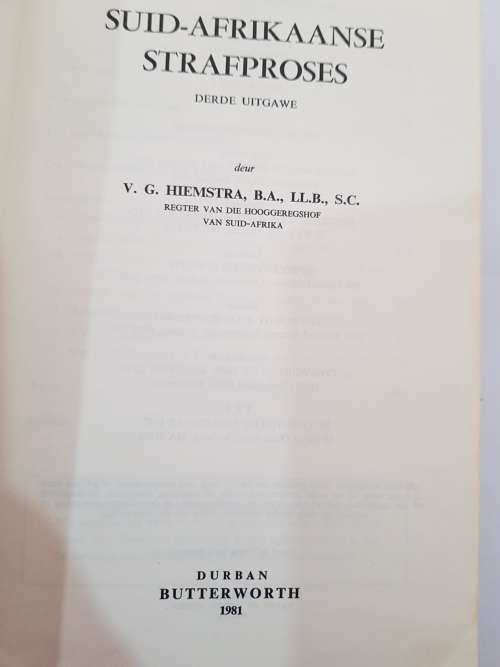 SUID-AFRIKAANSE
STRAFPROSES
DERDE UITGAWE
deur
V. G. HIEMSTRA, B.A., LL.B., S.C.
REGTER VAN DIE HOOGGEREGSHOF
VAN SUID-AFRIKA
DURBAN
BUTTERWORTH
1981